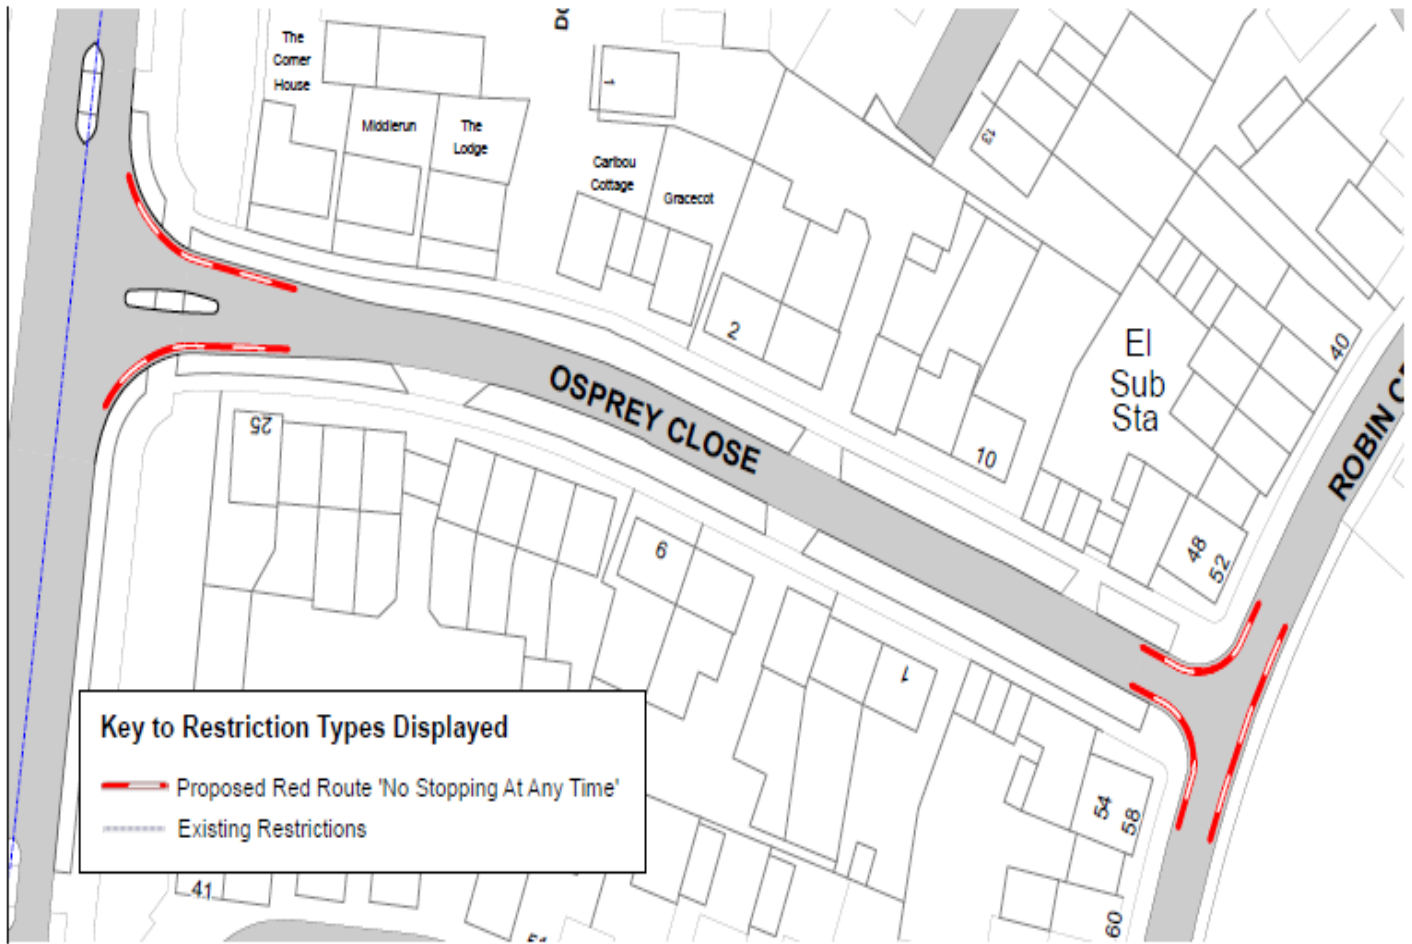 The
Corner
House
Middlerun
The
Lodge
1
Caribou
Cottage
Gracecot
13
2
El
Sub
Sta
40
OSPREY CLOSE
10
ROBIN
25
9
48
52
1
Key to Restriction Types Displayed
Proposed Red Route 'No Stopping At Any Time'
Existing Restrictions
54
58
41
60